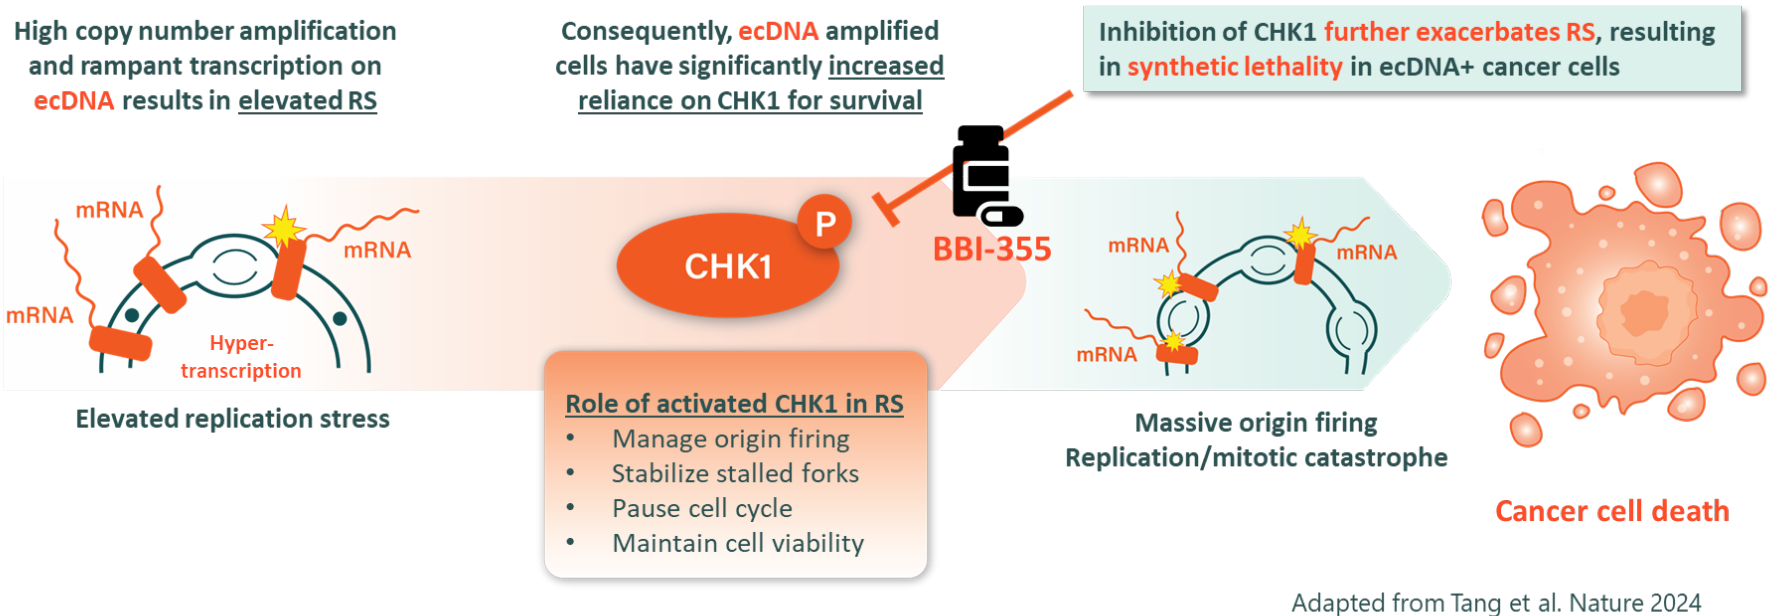 High copy number amplification
and rampant transcription on
ecDNA results in elevated RS
Consequently, ecDNA amplified
cells have significantly increased
reliance on CHK1 for survival
Inhibition of CHK1 further exacerbates RS, resulting
in synthetic lethality in ecDNA+ cancer cells
mRNA
mRNA
mRNA
Hyper-
transcription
Elevated replication stress
P
CHK1
BBI-355
Role of activated CHK1 in RS
• Manage origin firing
• Stabilize stalled forks
• Pause cell cycle
• Maintain cell viability
mRNA
mRNA
mRNA
Massive origin firing
Replication/mitotic catastrophe
Cancer cell death
Adapted from Tang et al. Nature 2024